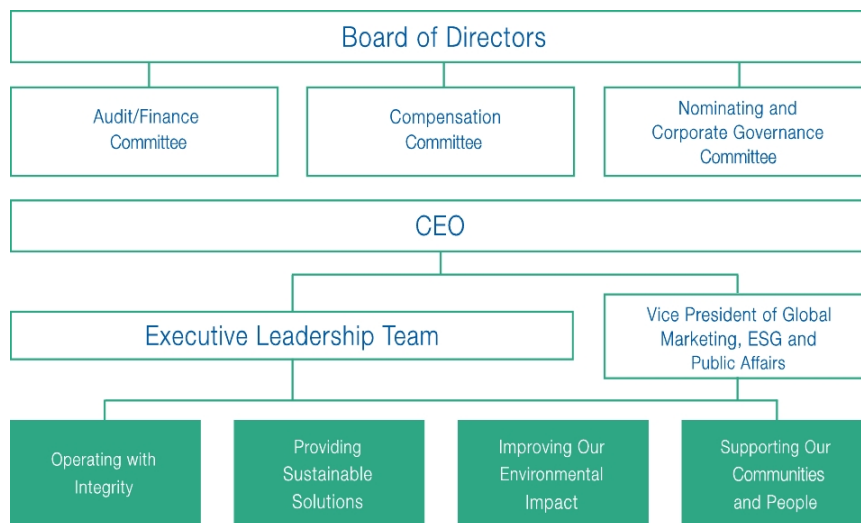 Board of Directors
Audit/Finance
Committee
Compensation
Committee
Nominating and
Corporate Governance
Committee
CEO
Executive Leadership Team
Vice President of Global
Marketing, ESG and
Public Affairs
Operating with
Integrity
Providing
Sustainable
Solutions
Improving Our
Environmental
Impact
Supporting Our
Communities
and People